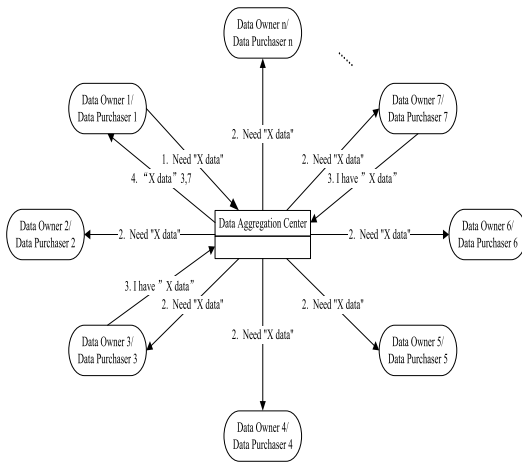 Data Owner n/
Data Purchaser n
Data Owner 1/
Data Purchaser 1
Data Owner 7/
Data Purchaser 7
2. Need "X data"
1. Need "X data"
2. Need "X data"
4. “X data” 3,7
3. I have ” X data”
Data Aggregation Center
Data Owner 2/
Data Purchaser 2
2. Need "X data"
2. Need "X data"
Data Owner 6/
Data Purchaser 6
3. I have ” X data”
2. Need "X data"
2. Need "X data"
2. Need "X data"
Data Owner 3/
Data Purchaser 3
Data Owner 5/
Data Purchaser 5
Data Owner 4/
Data Purchaser 4